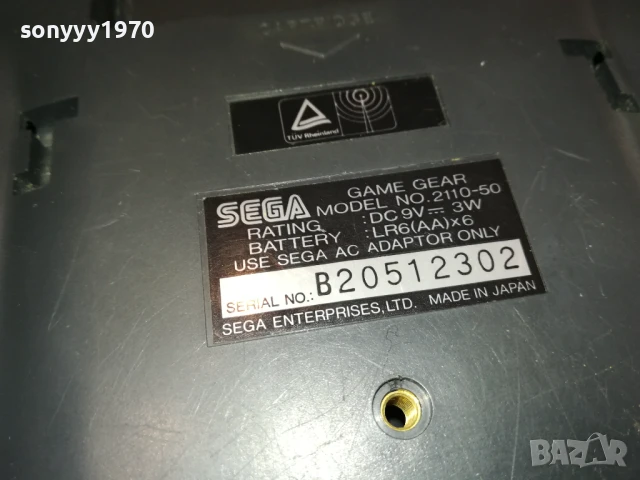 sonyyy1970
TÜV Rheinland
GAME GEAR
SEGA MODEL NO. 2110-50
RATING : DC 9V ⎓ 3W
BATTERY : LR6(AA)X6
USE SEGA AC ADAPTOR ONLY
SERIAL NO.: B20512302
SEGA ENTERPRISES, LTD. MADE IN JAPAN
BAZAR